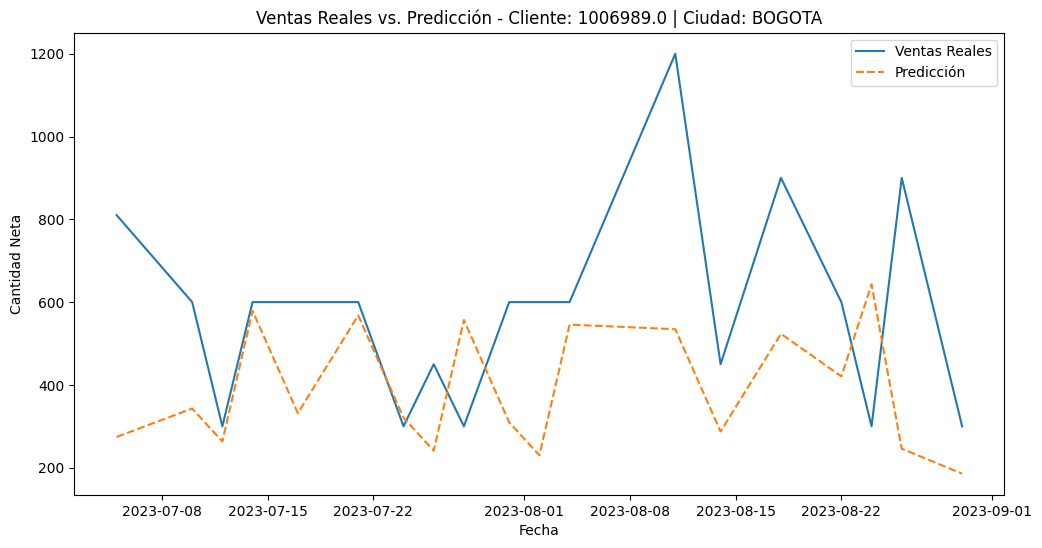 Ventas Reales vs. Predicción - Cliente: 1006989.0 | Ciudad: BOGOTA
Ventas Reales
Predicción
Cantidad Neta
1200
1000
800
600
400
200
2023-07-08
2023-07-15
2023-07-22
2023-08-01
2023-08-08
2023-08-15
2023-08-22
2023-09-01
Fecha